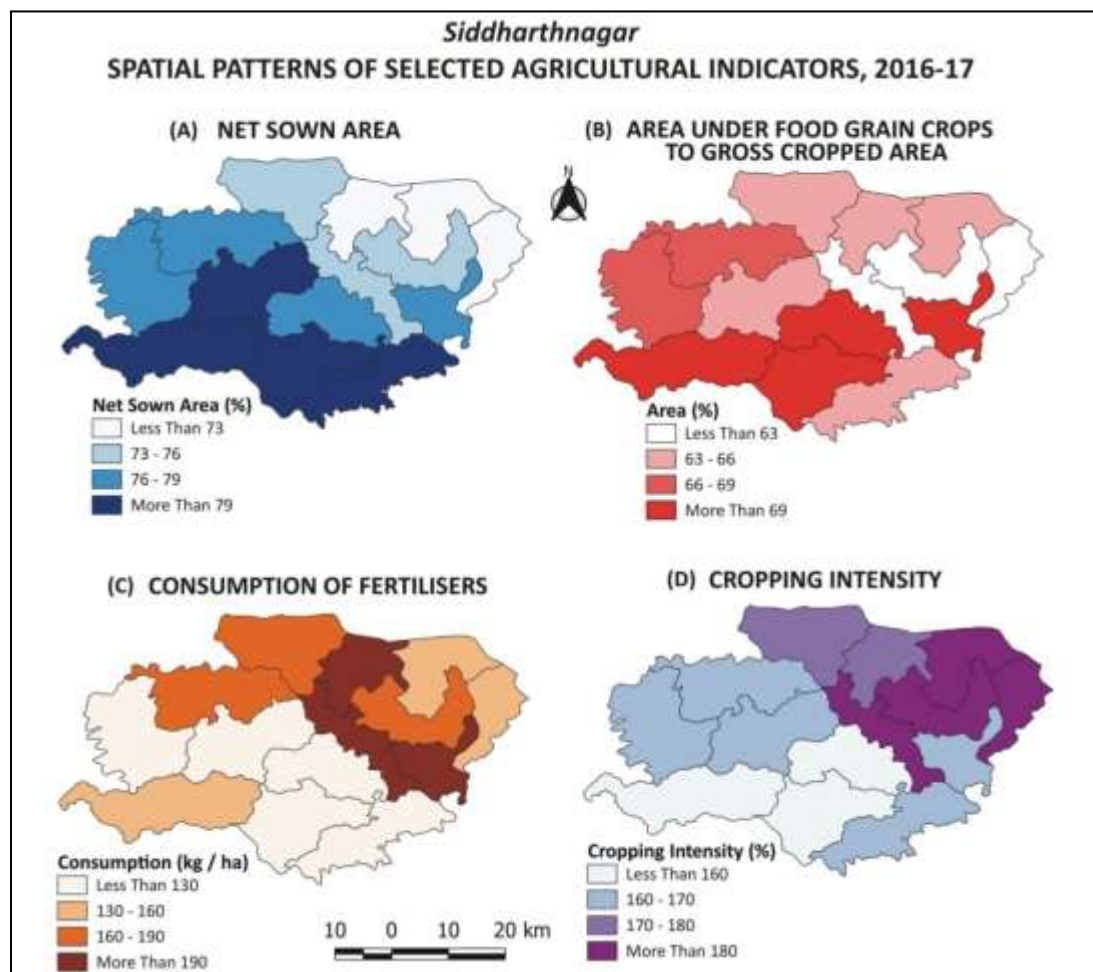 Siddharthnagar
SPATIAL PATTERNS OF SELECTED AGRICULTURAL INDICATORS, 2016-17
(A) NET SOWN AREA
(B) AREA UNDER FOOD GRAIN CROPS
TO GROSS CROPPED AREA
N
Net Sown Area (%)
Less Than 73
73 - 76
76 - 79
More Than 79
Area (%)
Less Than 63
63 - 66
66 - 69
More Than 69
(C) CONSUMPTION OF FERTILISERS
(D) CROPPING INTENSITY
Consumption (kg / ha)
Less Than 130
130 - 160
160 - 190
More Than 190
10 0 10 20 km
Cropping Intensity (%)
Less Than 160
160 - 170
170 - 180
More Than 180